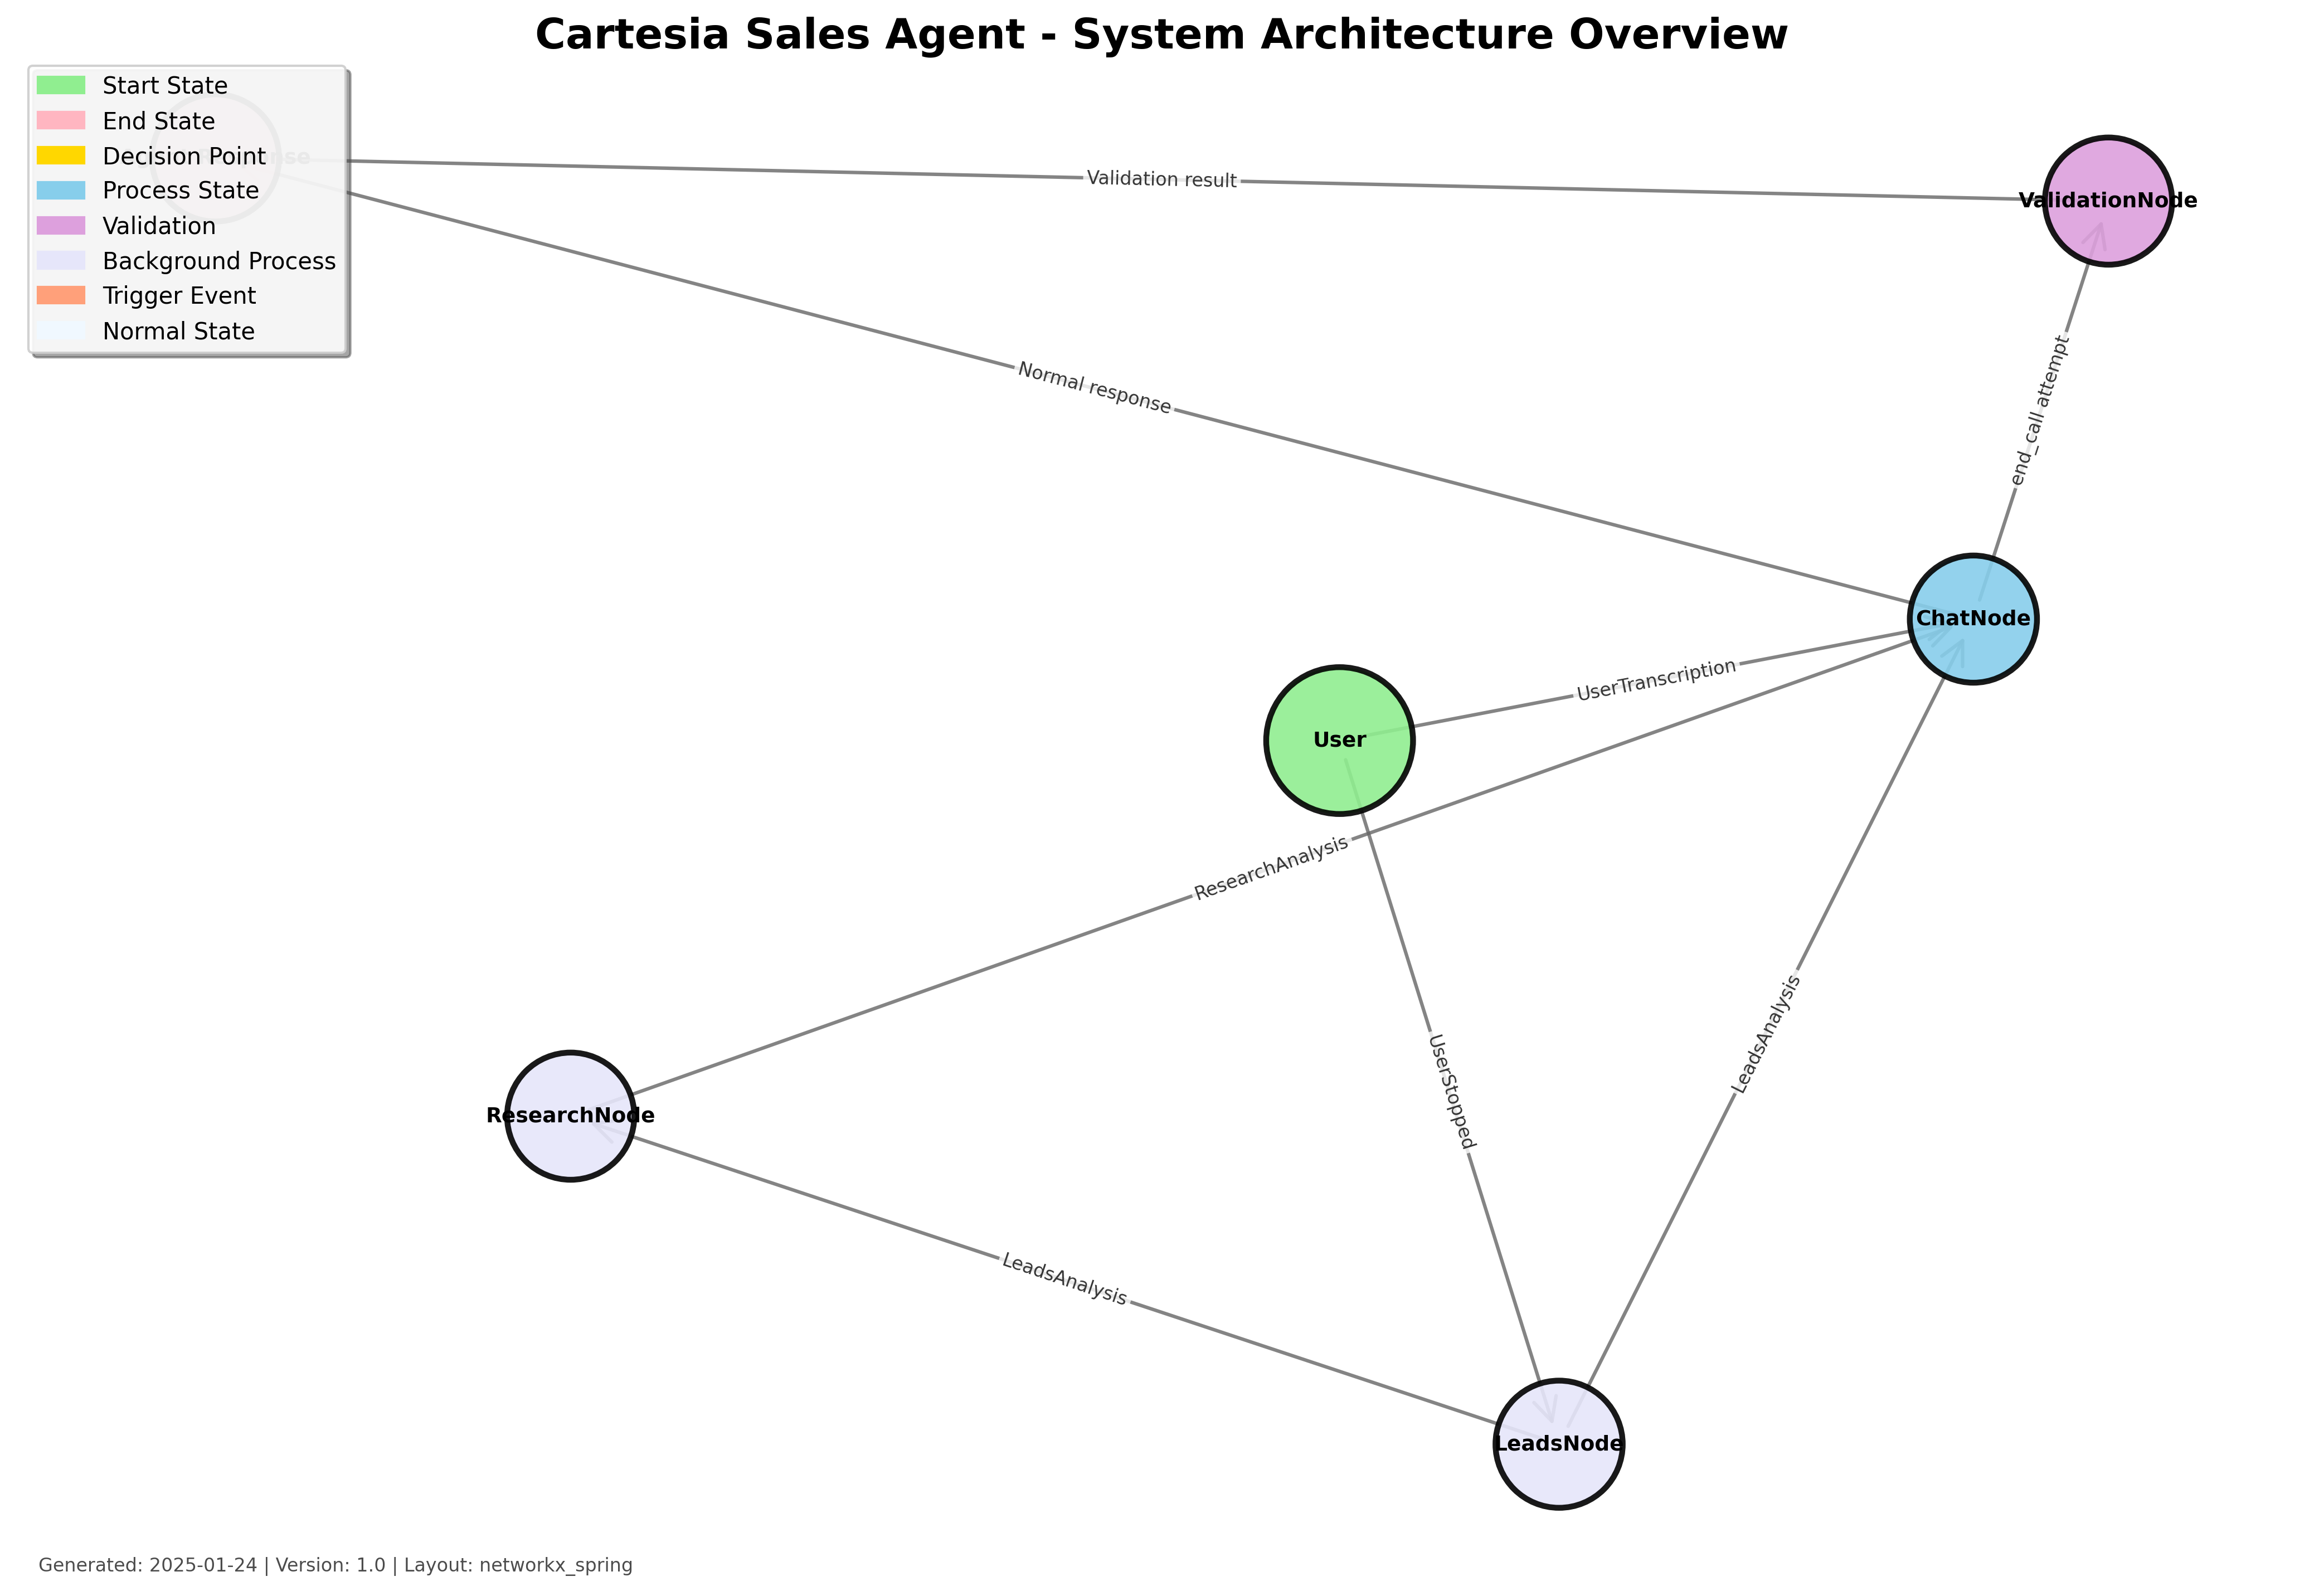 Cartesia Sales Agent - System Architecture Overview
Start State
End State
Decision Point
Process State
Validation
Background Process
Trigger Event
Normal State
Validation result
ValidationNode
Normal response
end_call attempt
ChatNode
UserTranscription
User
ResearchAnalysis
LeadsAnalysis
UserStopped
ResearchNode
LeadsAnalysis
LeadsNode
Generated: 2025-01-24 | Version: 1.0 | Layout: networkx_spring